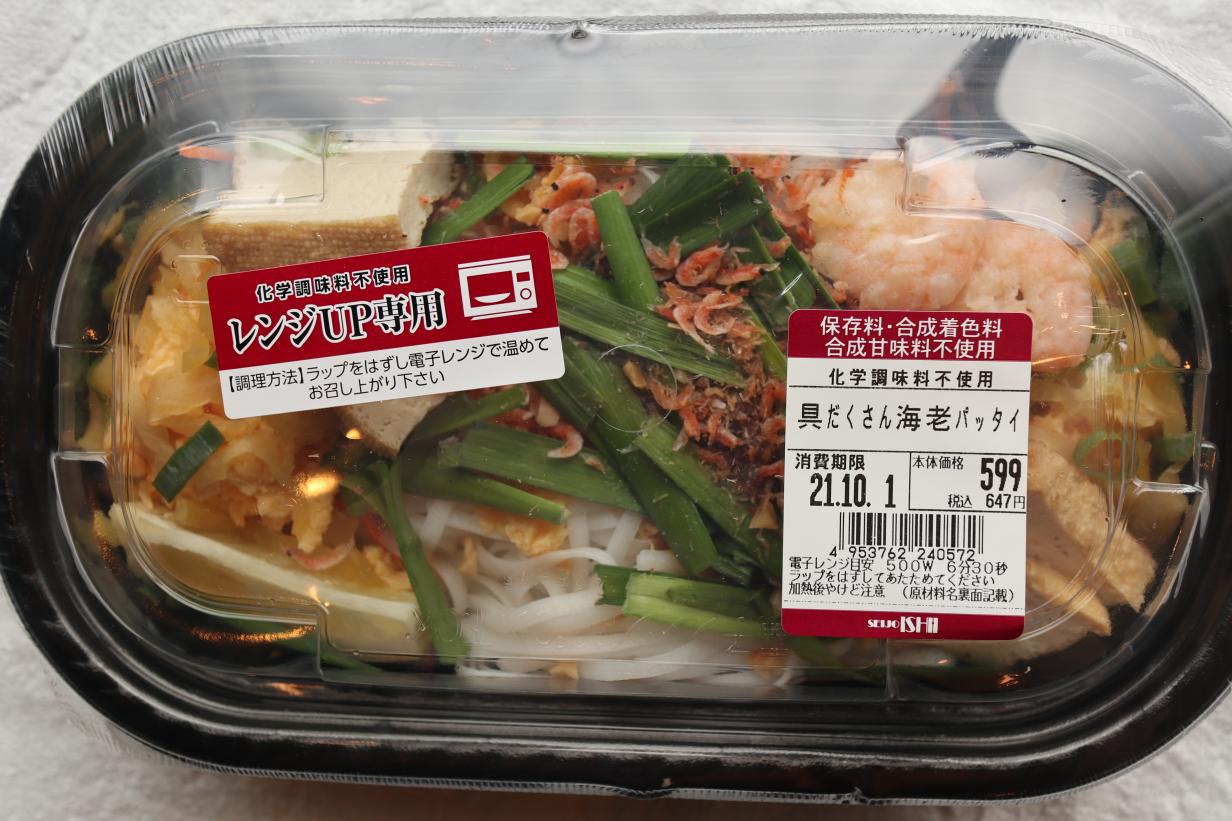 化学調味料不使用
レンジUP専用
【調理方法】ラップをはずし電子レンジで温めて
お召し上がり下さい
保存料・合成着色料
合成甘味料不使用
化学調味料不使用
具だくさん海老パッタイ
消費期限
21.10. 1
本体価格 599
税込 647円
4 953762 240572
電子レンジ目安 500W 6分30秒
ラップをはずしてあたためてください
加熱後やけど注意 (原材料名裏面記載)
SEIJO ISHII